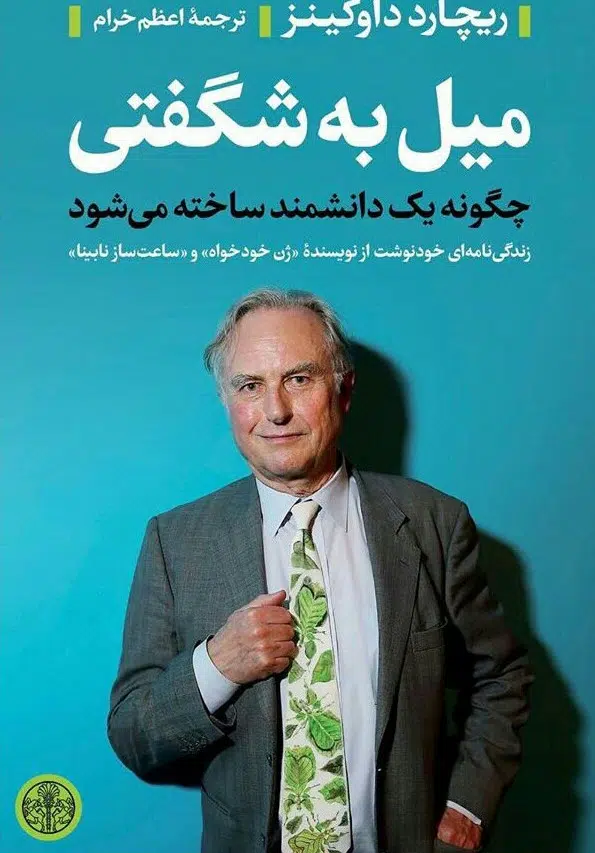 ریچارد داوکینز | ترجمهٔ اعظم خرام
میل به شگفتی
چگونه یک دانشمند ساخته می‌شود
زندگی‌نامه‌ای خودنوشت از نویسندهٔ «ژن خودخواه» و «ساعت‌ساز نابینا»